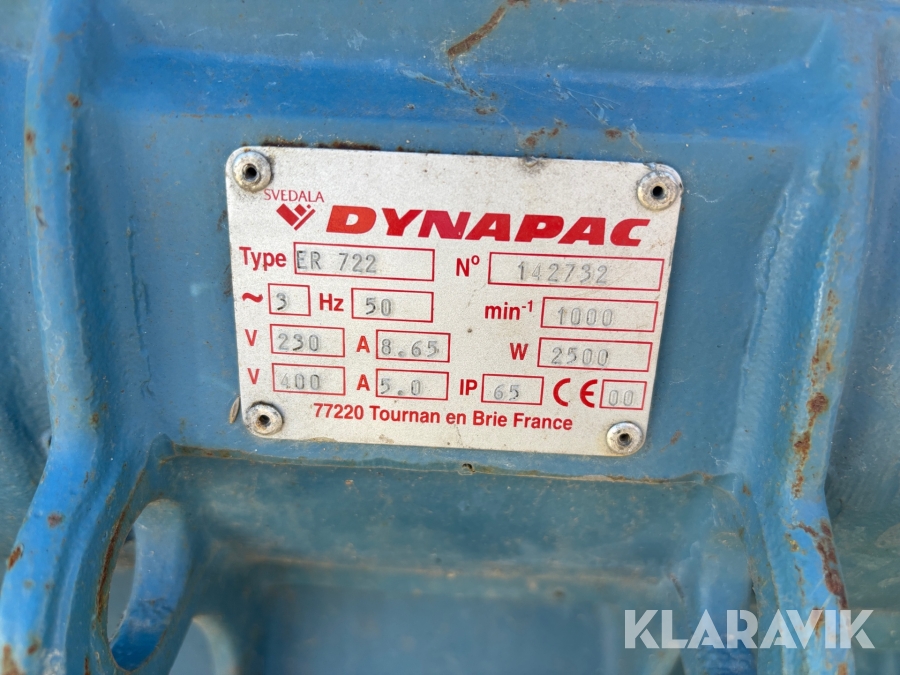 SVEDALA
DYNAPAC
Type ER 722 Nº 142732
~ 3 Hz 50 min⁻¹ 1000
V 230 A 8.65 W 2500
V 400 A 5.0 IP 65 CE 00
77220 Tournan en Brie France
KLARAVIK